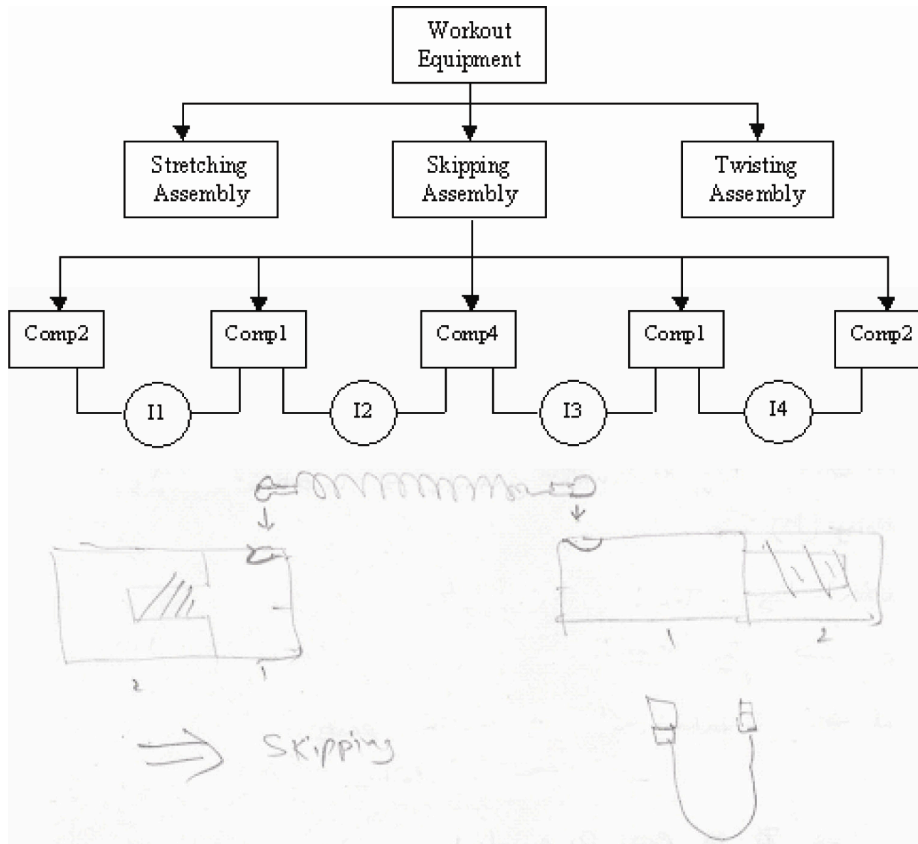 Workout
Equipment
Stretching
Assembly
Skipping
Assembly
Twisting
Assembly
Comp2
Comp1
Comp4
Comp1
Comp2
I1
I2
I3
I4
2
1
1
2
Skipping